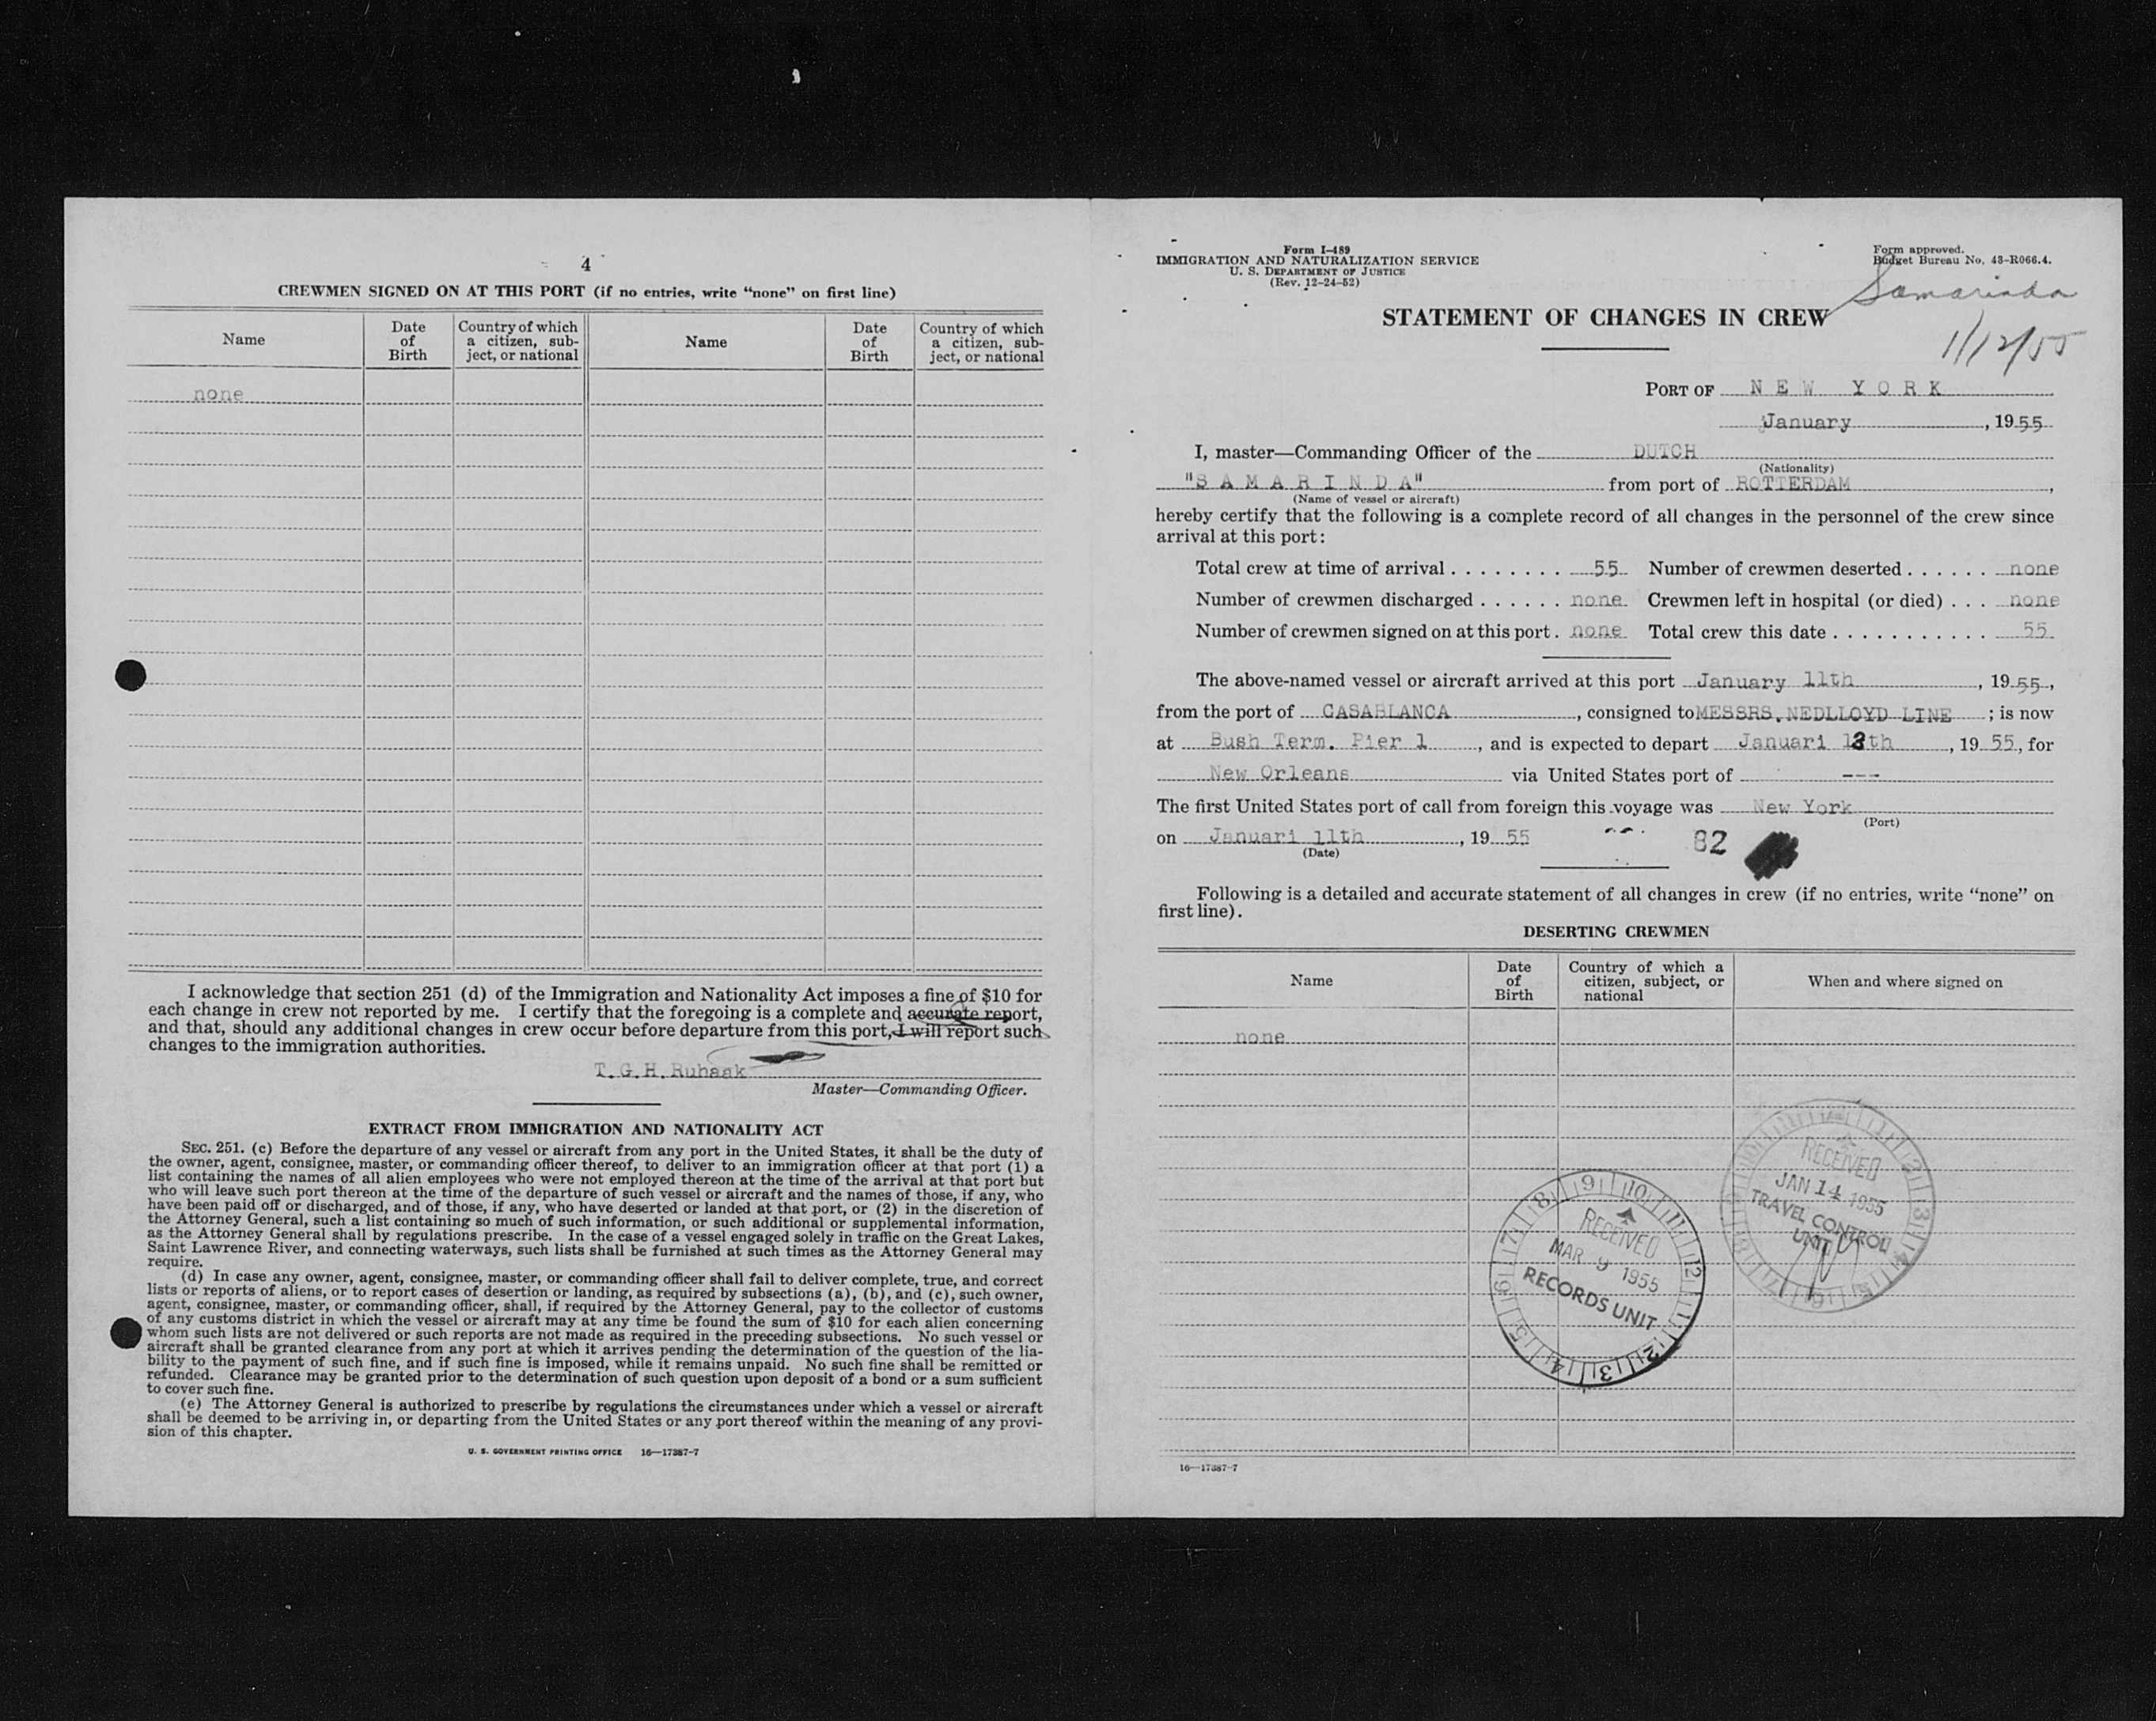 4
CREWMEN SIGNED ON AT THIS PORT (if no entries, write “none” on first line)
Name
Date of Birth
Country of which a citizen, sub-ject, or national
Name
Date of Birth
Country of which a citizen, sub-ject, or national
none
I acknowledge that section 251 (d) of the Immigration and Nationality Act imposes a fine of $10 for
each change in crew not reported by me. I certify that the foregoing is a complete and accurate report,
and that, should any additional changes in crew occur before departure from this port, I will report such
changes to the immigration authorities.
T.G.H. Ruhaak
Master—Commanding Officer.
EXTRACT FROM IMMIGRATION AND NATIONALITY ACT
SEC. 251. (c) Before the departure of any vessel or aircraft from any port in the United States, it shall be the duty of
the owner, agent, consignee, master, or commanding officer thereof, to deliver to an immigration officer at that port (1) a
list containing the names of all alien employees who were not employed thereon at the time of the arrival at that port but
who will leave such port thereon at the time of the departure of such vessel or aircraft and the names of those, if any, who
have been paid off or discharged, and of those, if any, who have deserted or landed at that port, or (2) in the discretion of
the Attorney General, such a list containing so much of such information, or such additional or supplemental information,
as the Attorney General shall by regulations prescribe. In the case of a vessel engaged solely in traffic on the Great Lakes,
Saint Lawrence River, and connecting waterways, such lists shall be furnished at such times as the Attorney General may
require.
(d) In case any owner, agent, consignee, master, or commanding officer shall fail to deliver complete, true, and correct
lists or reports of aliens, or to report cases of desertion or landing, as required by subsections (a), (b), and (c), such owner,
agent, consignee, master, or commanding officer, shall, if required by the Attorney General, pay to the collector of customs
of any customs district in which the vessel or aircraft may at any time be found the sum of $10 for each alien concerning
whom such lists are not delivered or such reports are not made as required in the preceding subsections. No such vessel or
aircraft shall be granted clearance from any port at which it arrives pending the determination of the question of the lia-
bility to the payment of such fine, and if such fine is imposed, while it remains unpaid. No such fine shall be remitted or
refunded. Clearance may be granted prior to the determination of such question upon deposit of a bond or a sum sufficient
to cover such fine.
(e) The Attorney General is authorized to prescribe by regulations the circumstances under which a vessel or aircraft
shall be deemed to be arriving in, or departing from the United States or any port thereof within the meaning of any provi-
sion of this chapter.
U. S. GOVERNMENT PRINTING OFFICE 16—17387-7
Form I-489
IMMIGRATION AND NATURALIZATION SERVICE
U. S. DEPARTMENT OF JUSTICE
(Rev. 12-24-52)
Form approved.
Budget Bureau No. 43-R066.4.
Samarinda
1/12/55
STATEMENT OF CHANGES IN CREW
PORT OF NEW YORK
January, 1955
I, master—Commanding Officer of the DUTCH
(Nationality)
"S A M A R I N D A" from port of ROTTERDAM,
(Name of vessel or aircraft)
hereby certify that the following is a complete record of all changes in the personnel of the crew since
arrival at this port:
Total crew at time of arrival . . . . . . . . 55 Number of crewmen deserted . . . . . . none
Number of crewmen discharged . . . . . . none Crewmen left in hospital (or died) . . . none
Number of crewmen signed on at this port . none Total crew this date . . . . . . . . . . . 55
The above-named vessel or aircraft arrived at this port January 11th, 1955,
from the port of CASABLANCA, consigned to MESSRS. NEDLLOYD LINE ; is now
at Bush Term. Pier 1, and is expected to depart Januari 13th, 1955, for
New Orleans via United States port of ---
The first United States port of call from foreign this voyage was New York
(Port)
on Januari 11th, 1955 82
(Date)
Following is a detailed and accurate statement of all changes in crew (if no entries, write “none” on
first line).
DESERTING CREWMEN
Name
Date of Birth
Country of which a citizen, subject, or national
When and where signed on
none
RECEIVED
JAN 14 1955
TRAVEL CONTROL
UNIT
RECEIVED
MAR 9 1955
RECORDS UNIT
16—17387-7